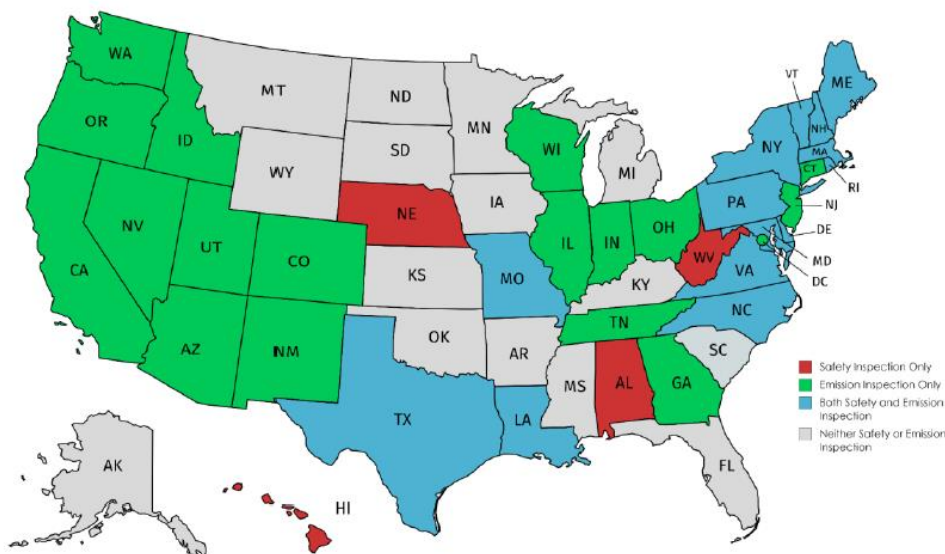 WA
MT
ND
MN
VT
ME
OR
ID
SD
WI
MI
NH
NY
MA
CT
RI
WY
IA
PA
NJ
NE
NV
UT
CO
IL
IN
OH
DE
MD
DC
CA
KS
MO
WV
VA
KY
NC
TN
AZ
NM
OK
AR
SC
MS
AL
GA
TX
LA
FL
AK
HI
Safety Inspection Only
Emission Inspection Only
Both Safety and Emission
Inspection
Neither Safety or Emission
Inspection